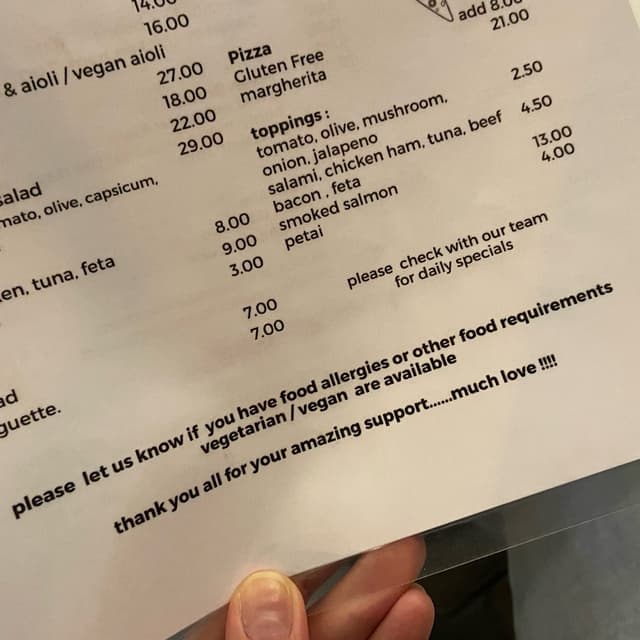 14.00
16.00
& aioli / vegan aioli
27.00
18.00
22.00
29.00
salad
mato, olive, capsicum,
8.00
en, tuna, feta
9.00
3.00
7.00
7.00
ad
guette.
Pizza
Gluten Free add 8.00
margherita 21.00
toppings :
tomato, olive, mushroom, 2.50
onion, jalapeno
salami, chicken ham, tuna, beef 4.50
bacon , feta
smoked salmon 13.00
petai 4.00
please check with our team
for daily specials
please let us know if you have food allergies or other food requirements
vegetarian / vegan are available
thank you all for your amazing support......much love !!!!